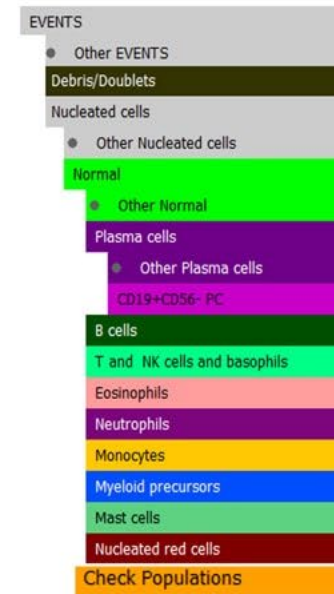 EVENTS
Other EVENTS
Debris/Doublets
Nucleated cells
Other Nucleated cells
Normal
Other Normal
Plasma cells
Other Plasma cells
CD19+CD56- PC
B cells
T and NK cells and basophils
Eosinophils
Neutrophils
Monocytes
Myeloid precursors
Mast cells
Nucleated red cells
Check Populations